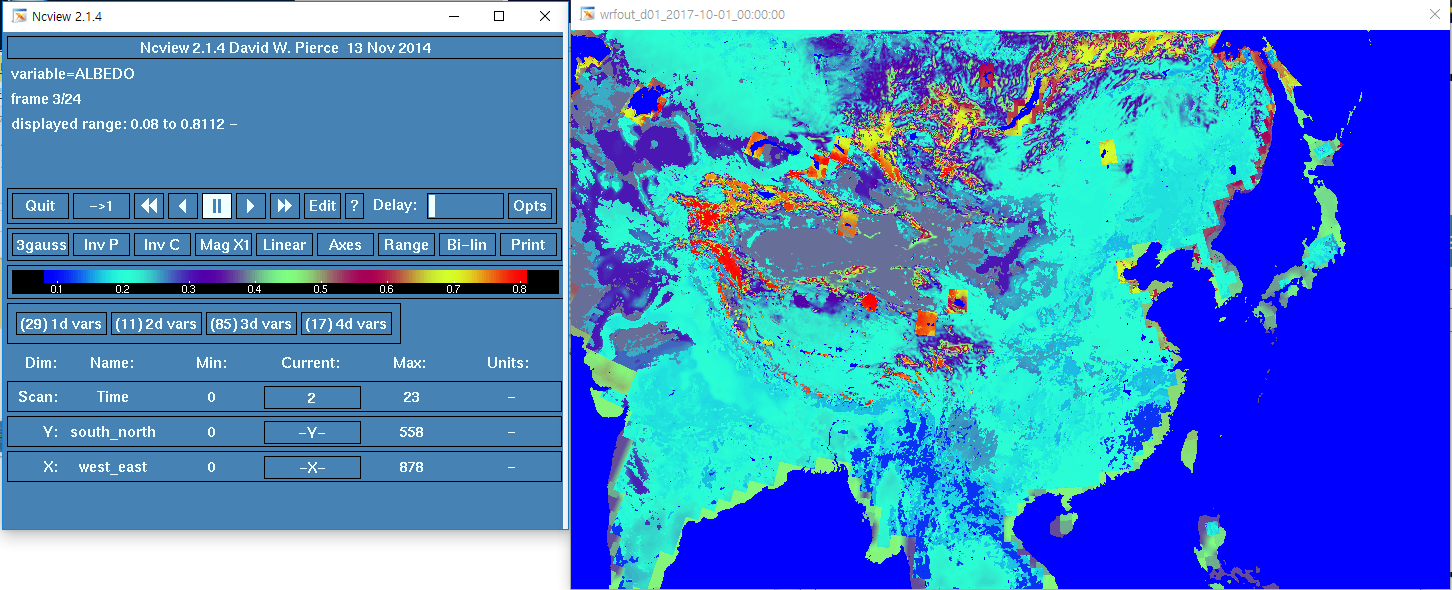 Ncview 2.1.4
wrfout_d01_2017-10-01_00:00:00
Ncview 2.1.4 David W. Pierce 13 Nov 2014
variable=ALBEDO
frame 3/24
displayed range: 0.08 to 0.8112 -
Quit ->1 Edit ? Delay: Opts
3gauss Inv P Inv C Mag X1 Linear Axes Range Bi-lin Print
0.1 0.2 0.3 0.4 0.5 0.6 0.7 0.8
(29) 1d vars (11) 2d vars (85) 3d vars (17) 4d vars
Dim: Name: Min: Current: Max: Units:
Scan: Time 0 2 23 -
Y: south_north 0 -Y- 558 -
X: west_east 0 -X- 878 -